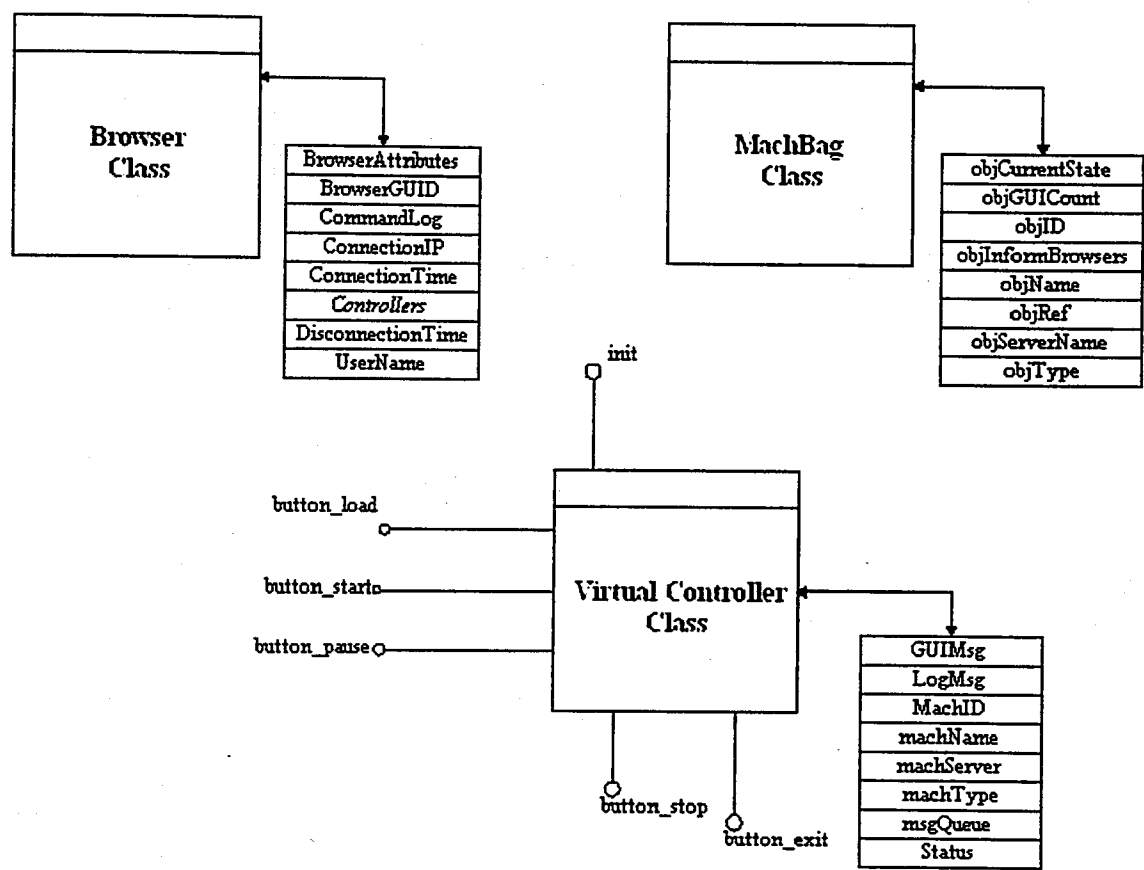 Browser
Class
BrowserAttributes
BrowserGUID
CommandLog
ConnectionIP
ConnectionTime
Controllers
DisconnectionTime
UserName
MachBag
Class
objCurrentState
objGUICount
objID
objInformBrowsers
objName
objRef
objServerName
objType
init
button_load
button_start
button_pause
Virtual Controller
Class
button_stop
button_exit
GUIMsg
LogMsg
MachID
machName
machServer
machType
msgQueue
Status